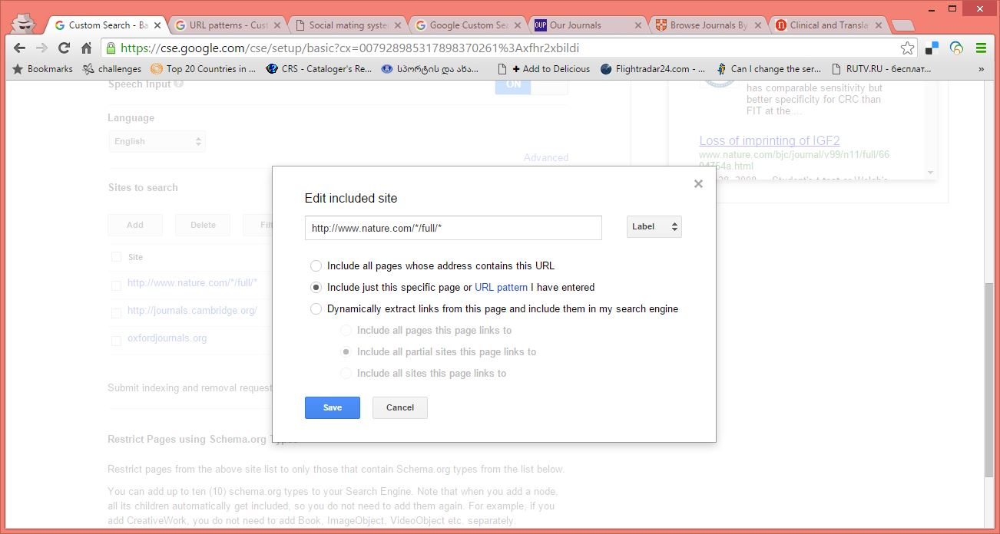 Custom Search - Ba
URL patterns - Cust
Social mating syste
Google Custom Sea
OUP Our Journals
Browse Journals By
n Clinical and Transla
https://cse.google.com/cse/setup/basic?cx=007928985317898370261%3Axfhr2xbildi
Bookmarks
challenges
Top 20 Countries in ...
CRS - Cataloger's Re...
სპორტის და ახა...
+ Add to Delicious
Flightradar24.com - ...
Can I change the ser...
RUTV.RU - бесплат...
»
Speech Input ?
ON
Language
English
Advanced
Sites to search
Add
Delete
Filt
Site
http://www.nature.com/*/full/*
http://journals.cambridge.org/
oxfordjournals.org
Submit indexing and removal request
Restrict Pages using Schema.org Types
Restrict pages from the above site list to only those that contain Schema.org types from the list below.
You can add up to ten (10) schema.org types to your Search Engine. Note that when you add a node,
all its children automatically get included, so you do not need to add them again. For example, if you
add CreativeWork, you do not need to add Book, ImageObject, VideoObject etc. separately.
has comparable sensitivity but
better specificity for CRC than
FIT at the ...
Loss of imprinting of IGF2
www.nature.com/bjc/journal/v99/n11/full/66
04754a.html
28, 2008 ... Student's t-test or Welch's
Edit included site
http://www.nature.com/*/full/*
Label
Include all pages whose address contains this URL
Include just this specific page or URL pattern I have entered
Dynamically extract links from this page and include them in my search engine
Include all pages this page links to
Include all partial sites this page links to
Include all sites this page links to
Save
Cancel